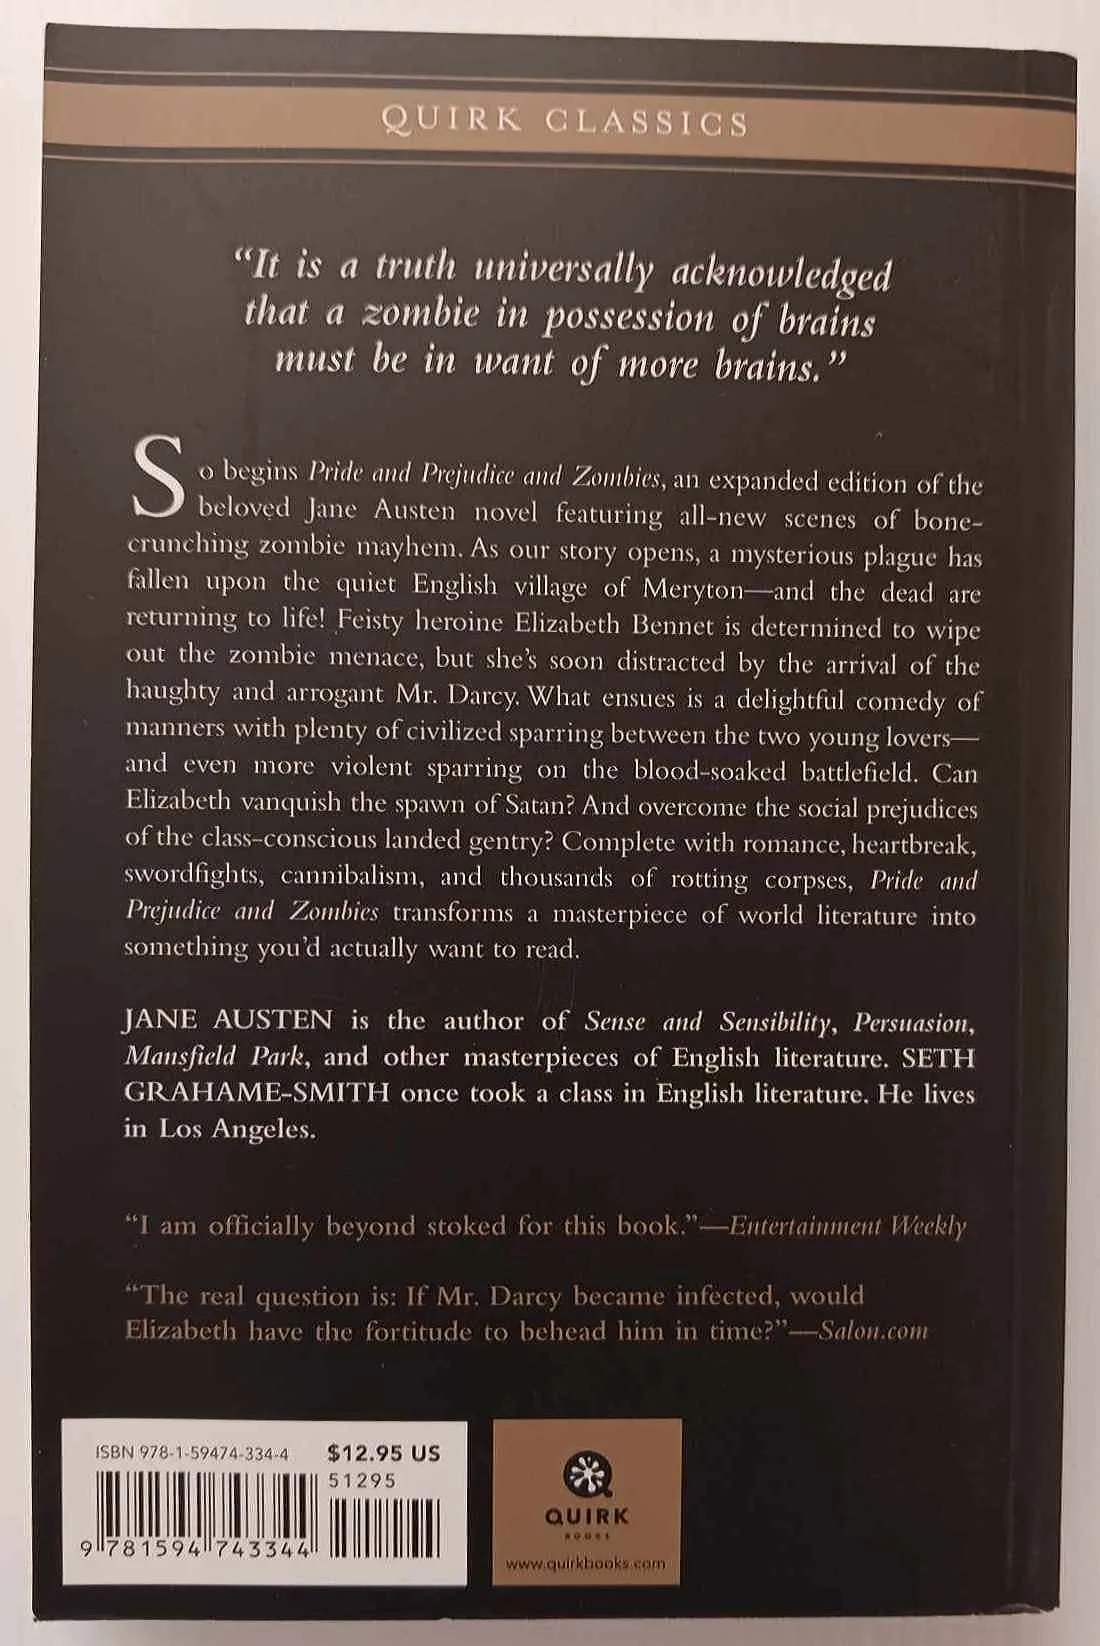 QUIRK CLASSICS
“It is a truth universally acknowledged
that a zombie in possession of brains
must be in want of more brains.”
So begins Pride and Prejudice and Zombies, an expanded edition of the
beloved Jane Austen novel featuring all-new scenes of bone-
crunching zombie mayhem. As our story opens, a mysterious plague has
fallen upon the quiet English village of Meryton—and the dead are
returning to life! Feisty heroine Elizabeth Bennet is determined to wipe
out the zombie menace, but she’s soon distracted by the arrival of the
haughty and arrogant Mr. Darcy. What ensues is a delightful comedy of
manners with plenty of civilized sparring between the two young lovers—
and even more violent sparring on the blood-soaked battlefield. Can
Elizabeth vanquish the spawn of Satan? And overcome the social prejudices
of the class-conscious landed gentry? Complete with romance, heartbreak,
swordfights, cannibalism, and thousands of rotting corpses, Pride and
Prejudice and Zombies transforms a masterpiece of world literature into
something you’d actually want to read.
JANE AUSTEN is the author of Sense and Sensibility, Persuasion,
Mansfield Park, and other masterpieces of English literature. SETH
GRAHAME-SMITH once took a class in English literature. He lives
in Los Angeles.
“I am officially beyond stoked for this book.”—Entertainment Weekly
“The real question is: If Mr. Darcy became infected, would
Elizabeth have the fortitude to behead him in time?”—Salon.com
ISBN 978-1-59474-334-4 $12.95 US
51295
9 781594 743344
QUIRK
BOOKS
www.quirkbooks.com